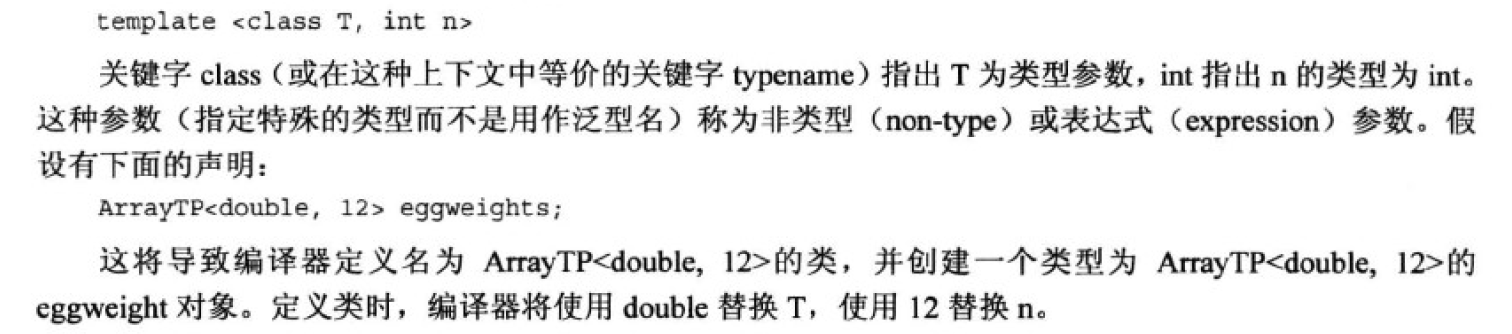 template <class T, int n>
关键字 class（或在这种上下文中等价的关键字 typename）指出 T 为类型参数，int 指出 n 的类型为 int。
这种参数（指定特殊的类型而不是用作泛型名）称为非类型（non-type）或表达式（expression）参数。假
设有下面的声明：
ArrayTP<double, 12> eggweights;
这将导致编译器定义名为 ArrayTP<double, 12>的类，并创建一个类型为 ArrayTP<double, 12>的
eggweight 对象。定义类时，编译器将使用 double 替换 T，使用 12 替换 n。